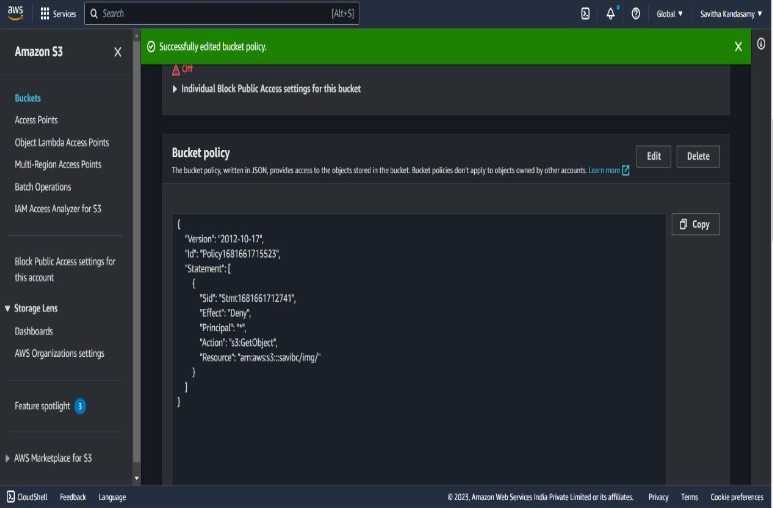 aws
Services
Search
[Alt+S]
Global
Savitha Kandasamy
Amazon S3
Buckets
Access Points
Object Lambda Access Points
Multi-Region Access Points
Batch Operations
IAM Access Analyzer for S3
Block Public Access settings for
this account
Storage Lens
Dashboards
AWS Organizations settings
Feature spotlight 3
AWS Marketplace for S3
Successfully edited bucket policy.
Off
Individual Block Public Access settings for this bucket
Bucket policy
Edit
Delete
The bucket policy, written in JSON, provides access to the objects stored in the bucket. Bucket policies don't apply to objects owned by other accounts. Learn more
Copy
{
"Version": "2012-10-17",
"Id": "Policy1681661715523",
"Statement": [
{
"Sid": "Stmt1681661712741",
"Effect": "Deny",
"Principal": "*",
"Action": "s3:GetObject",
"Resource": "arn:aws:s3:::savibc/img/"
}
]
}
CloudShell
Feedback
Language
© 2023, Amazon Web Services India Private Limited or its affiliates.
Privacy
Terms
Cookie preferences